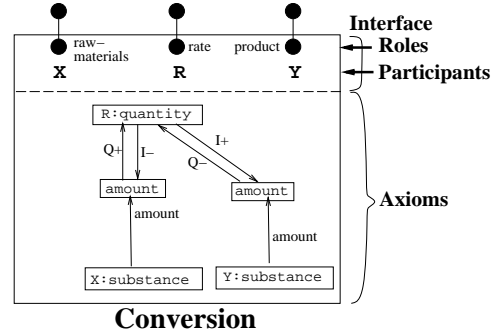 Interface
raw–
materials
rate
product
Roles
X
R
Y
Participants
R:quantity
Q+
I–
I+
Q–
amount
amount
Axioms
amount
amount
X:substance
Y:substance
Conversion